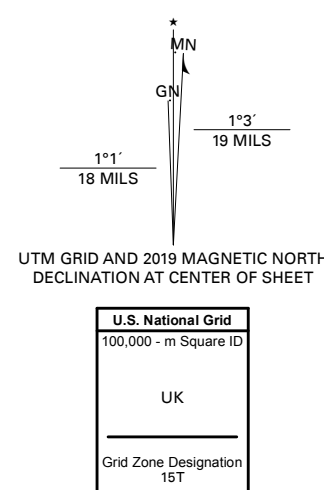 ★
MN
GN
1°3´
19 MILS
1°1´
18 MILS
UTM GRID AND 2019 MAGNETIC NORTH
DECLINATION AT CENTER OF SHEET
U.S. National Grid
100,000 - m Square ID
UK
Grid Zone Designation
15T